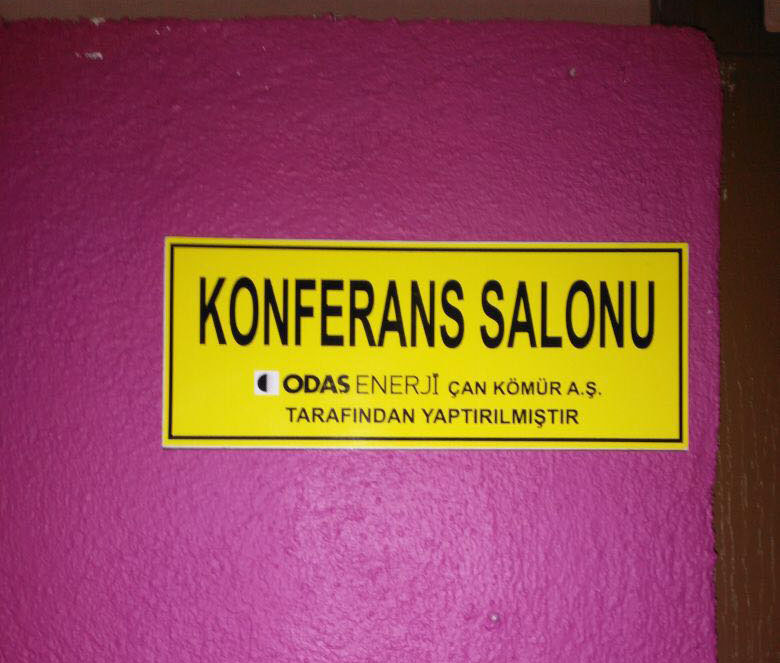 KONFERANS SALONU
ODAS ENERJİ ÇAN KÖMÜR A.Ş.
TARAFINDAN YAPTIRILMIŞTIR